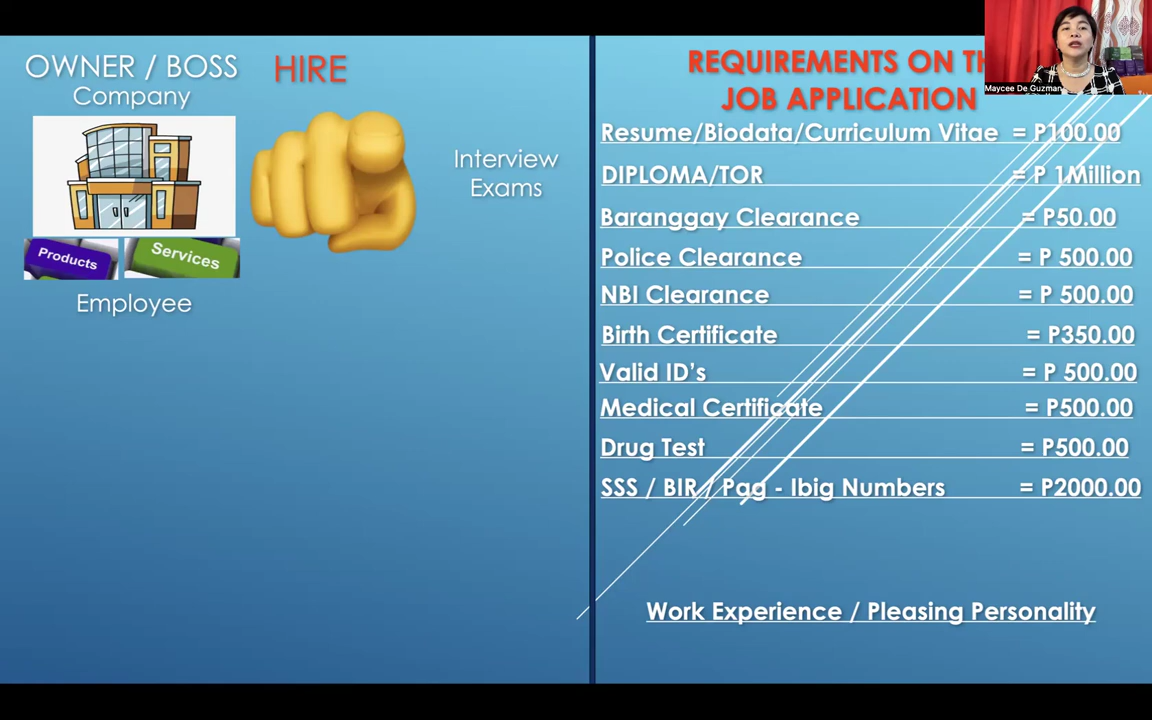 OWNER / BOSS
Company
HIRE
Interview
Exams
Products
Services
Employee
REQUIREMENTS ON
JOB APPLICATION
Resume/Biodata/Curriculum Vitae = P100.00
DIPLOMA/TOR = P 1Million
Baranggay Clearance = P50.00
Police Clearance = P 500.00
NBI Clearance = P 500.00
Birth Certificate = P350.00
Valid ID’s = P 500.00
Medical Certificate = P500.00
Drug Test = P500.00
SSS / BIR / Pag - Ibig Numbers = P2000.00
Work Experience / Pleasing Personality
Maycee De Guzman